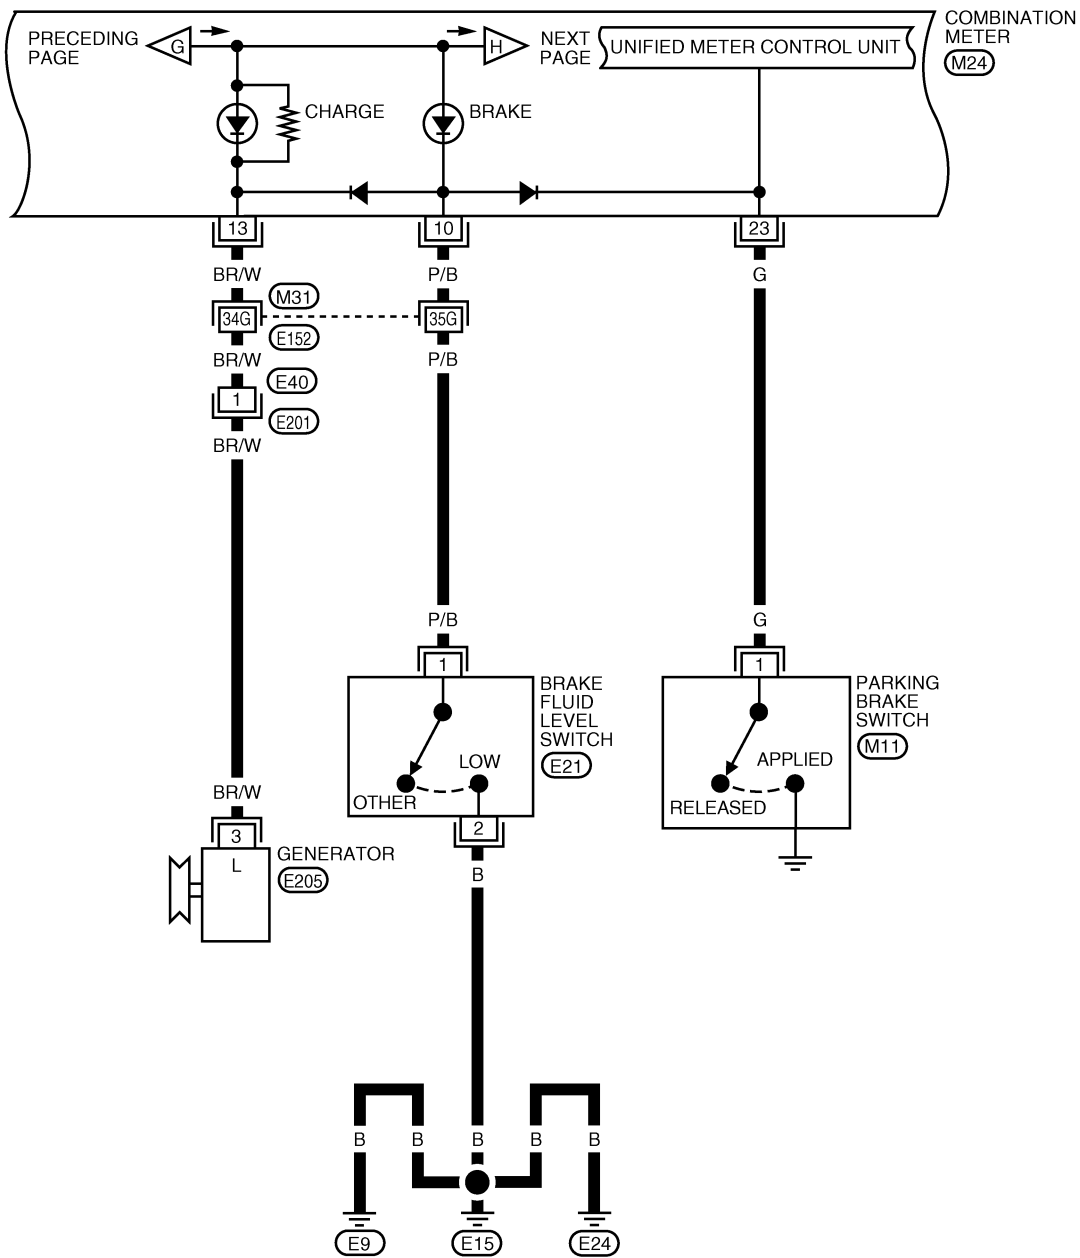 COMBINATION
METER
M24
PRECEDING
PAGE
G
H
NEXT
PAGE
UNIFIED METER CONTROL UNIT
CHARGE
BRAKE
13
10
23
BR/W
P/B
G
M31
34G
35G
E152
BR/W
P/B
E40
1
E201
BR/W
P/B
G
1
1
BRAKE
FLUID
LEVEL
SWITCH
E21
LOW
OTHER
PARKING
BRAKE
SWITCH
M11
APPLIED
RELEASED
BR/W
3
L
GENERATOR
E205
2
B
B
B
B
B
B
E9
E15
E24